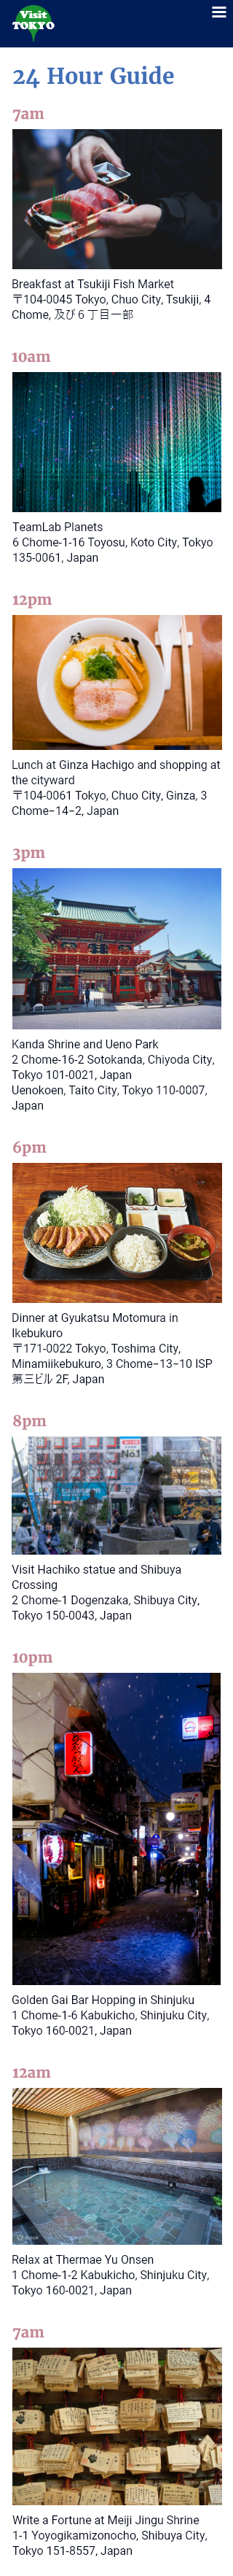 Visit
TOKYO
24 Hour Guide
7am
Breakfast at Tsukiji Fish Market
〒104-0045 Tokyo, Chuo City, Tsukiji, 4
Chome, 及び６丁目一部
10am
TeamLab Planets
6 Chome-1-16 Toyosu, Koto City, Tokyo
135-0061, Japan
12pm
Lunch at Ginza Hachigo and shopping at
the cityward
〒104-0061 Tokyo, Chuo City, Ginza, 3
Chome−14−2, Japan
3pm
Kanda Shrine and Ueno Park
2 Chome-16-2 Sotokanda, Chiyoda City,
Tokyo 101-0021, Japan
Uenokoen, Taito City, Tokyo 110-0007,
Japan
6pm
Dinner at Gyukatsu Motomura in
Ikebukuro
〒171-0022 Tokyo, Toshima City,
Minamiikebukuro, 3 Chome−13−10 ISP
第三ビル 2F, Japan
8pm
No.1
Visit Hachiko statue and Shibuya
Crossing
2 Chome-1 Dogenzaka, Shibuya City,
Tokyo 150-0043, Japan
10pm
Golden Gai Bar Hopping in Shinjuku
1 Chome-1-6 Kabukicho, Shinjuku City,
Tokyo 160-0021, Japan
12am
Relax at Thermae Yu Onsen
1 Chome-1-2 Kabukicho, Shinjuku City,
Tokyo 160-0021, Japan
7am
Write a Fortune at Meiji Jingu Shrine
1-1 Yoyogikamizonocho, Shibuya City,
Tokyo 151-8557, Japan